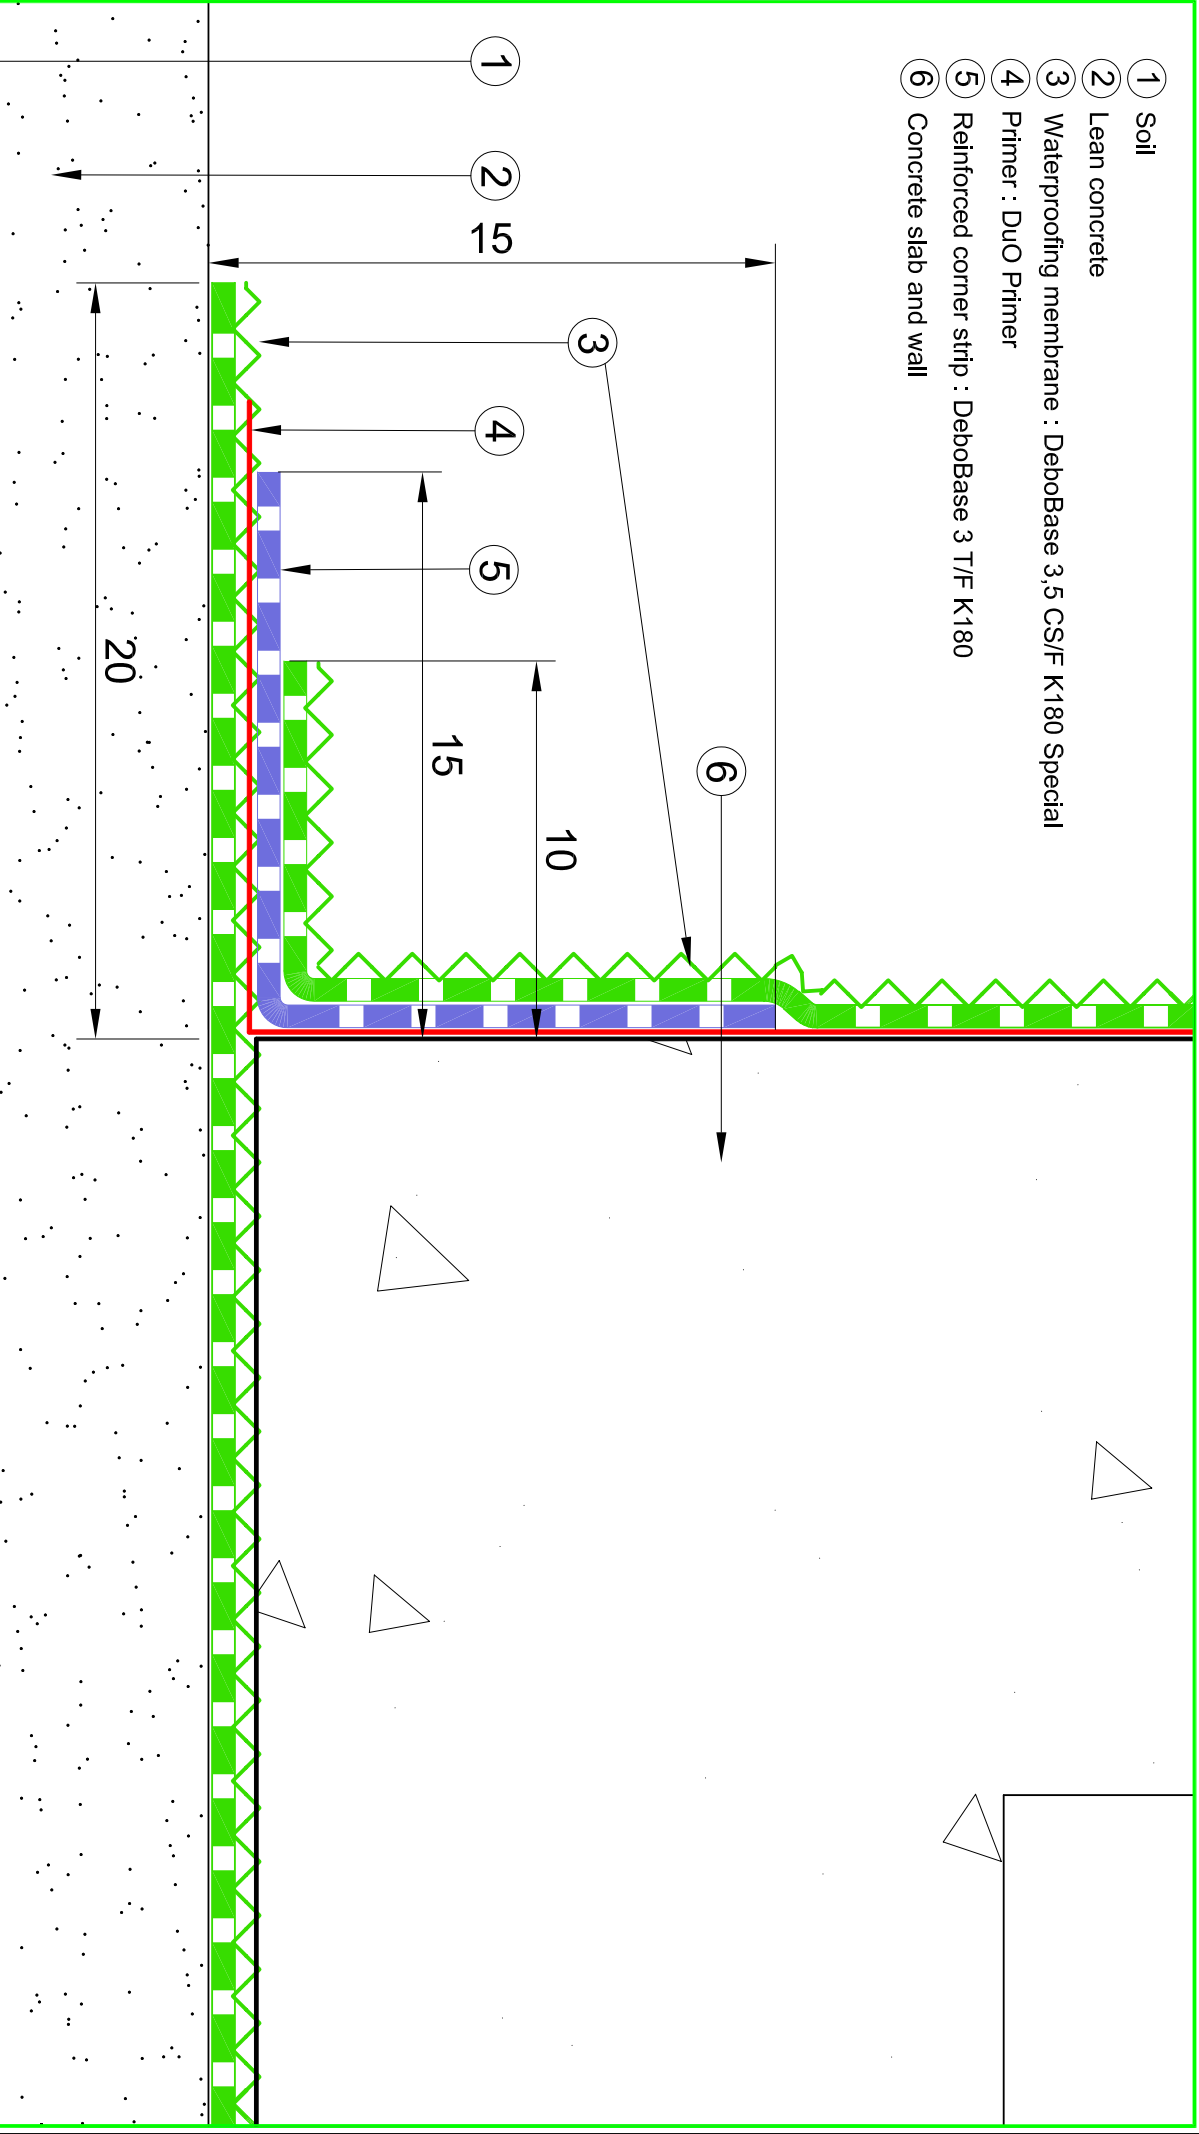 1 Soil
2 Lean concrete
3 Waterproofing membrane : DeboBase 3,5 CS/F K180 Special
4 Primer : DuO Primer
5 Reinforced corner strip : DeboBase 3 T/F K180
6 Concrete slab and wall
1
2
15
3
4
5
6
10
15
20